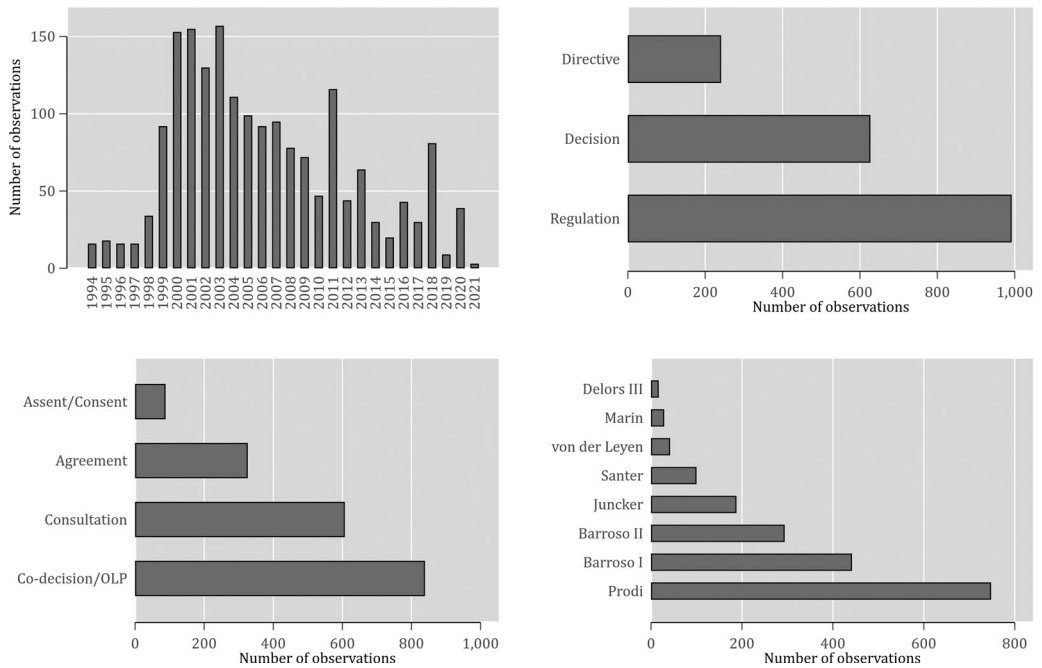 Number of observations
150
100
50
0
1994
1995
1996
1997
1998
1999
2000
2001
2002
2003
2004
2005
2006
2007
2008
2009
2010
2011
2012
2013
2014
2015
2016
2017
2018
2019
2020
2021
Directive
Decision
Regulation
0 200 400 600 800 1,000
Number of observations
Assent/Consent
Agreement
Consultation
Co-decision/OLP
0 200 400 600 800 1,000
Number of observations
Delors III
Marin
von der Leyen
Santer
Juncker
Barroso II
Barroso I
Prodi
0 200 400 600 800
Number of observations